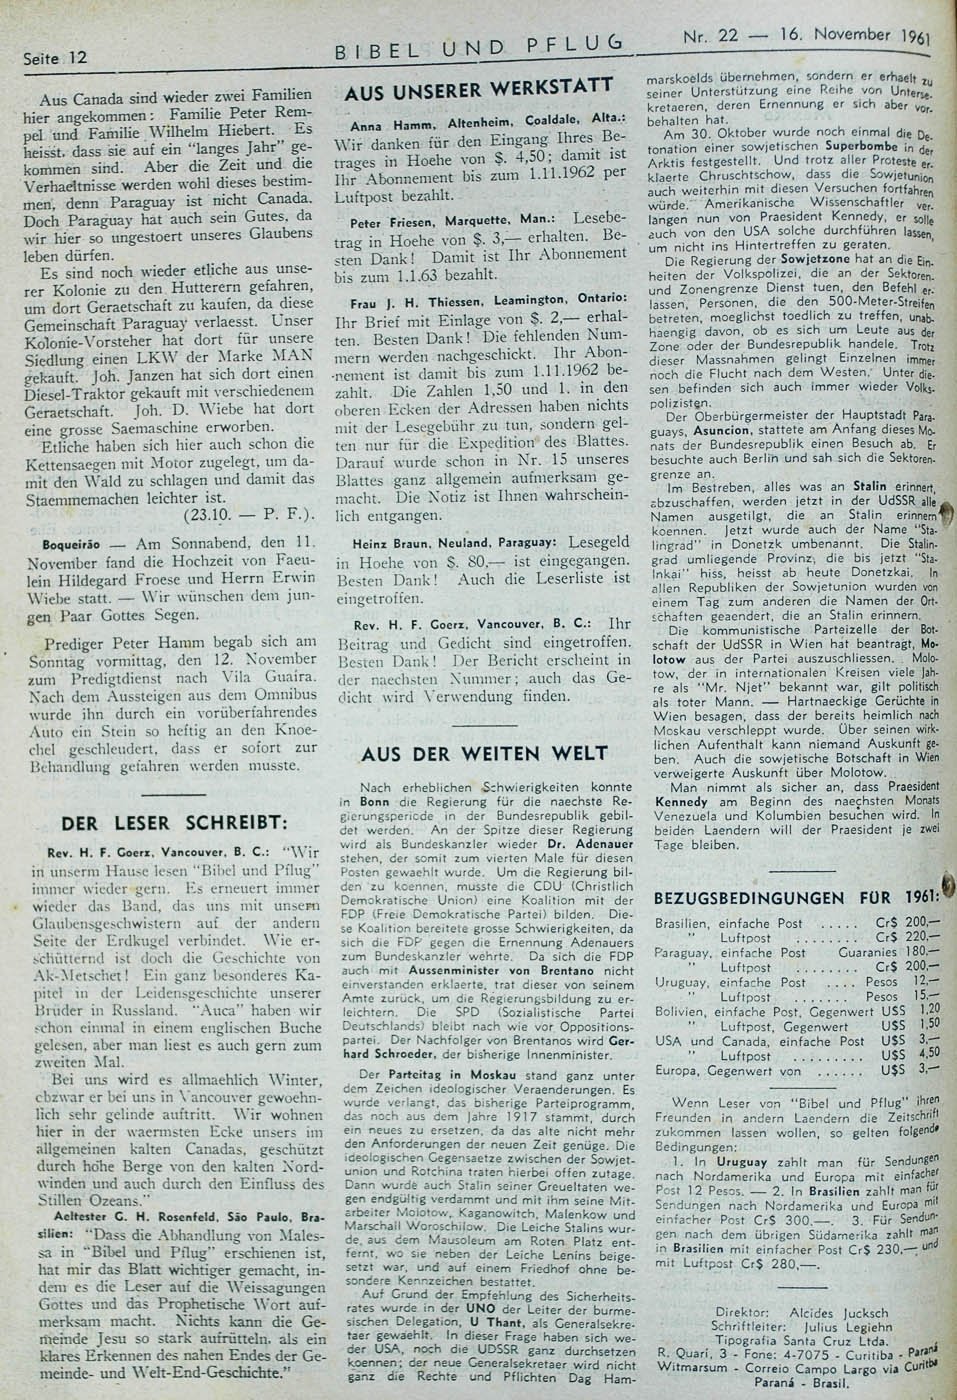 Seite 12
BIBEL UND PFLUG
Nr. 22 — 16. November 1961
Aus Canada sind wieder zwei Familien
hier angekommen: Familie Peter Rem-
pel und Familie Wilhelm Hiebert. Es
heisst, dass sie auf ein "langes Jahr" ge-
kommen sind. Aber die Zeit und die
Verhaeltnisse werden wohl dieses bestim-
men, denn Paraguay ist nicht Canada.
Doch Paraguay hat auch sein Gutes, da
wir hier so ungestoert unseres Glaubens
leben dürfen.
Es sind noch wieder etliche aus unse-
rer Kolonie zu den Hutterern gefahren,
um dort Geraetschaft zu kaufen, da diese
Gemeinschaft Paraguay verlaesst. Unser
Kolonie-Vorsteher hat dort für unsere
Siedlung einen LKW der Marke MAN
gekauft. Joh. Janzen hat sich dort einen
Diesel-Traktor gekauft mit verschiedenem
Geraetschaft. Joh. D. Wiebe hat dort
eine grosse Saemaschine erworben.
Etliche haben sich hier auch schon die
Kettensaegen mit Motor zugelegt, um da-
mit den Wald zu schlagen und damit das
Staemmemachen leichter ist.
(23.10. — P. F.).
Boqueirão — Am Sonnabend, den 11.
November fand die Hochzeit von Faeu-
lein Hildegard Froese und Herrn Erwin
Wiebe statt. — Wir wünschen dem jun-
gen Paar Gottes Segen.
Prediger Peter Hamm begab sich am
Sonntag vormittag, den 12. November
zum Predigtdienst nach Vila Guaira.
Nach dem Aussteigen aus dem Omnibus
wurde ihn durch ein vorüberfahrendes
Auto ein Stein so heftig an den Knoe-
chel geschleudert, dass er sofort zur
Behandlung gefahren werden musste.
DER LESER SCHREIBT:
Rev. H. F. Goerz, Vancouver, B. C.: "Wir
in unserm Hause lesen "Bibel und Pflug"
immer wieder gern. Es erneuert immer
wieder das Band, das uns mit unsern
Glaubensgeschwistern auf der andern
Seite der Erdkugel verbindet. Wie er-
schütternd ist doch die Geschichte von
Ak-Metschet! Ein ganz besonderes Ka-
pitel in der Leidensgeschichte unserer
Brüder in Russland. "Auca" haben wir
schon einmal in einem englischen Buche
gelesen, aber man liest es auch gern zum
zweiten Mal.
Bei uns wird es allmaehlich Winter,
obzwar er bei uns in Vancouver gewoehn-
lich sehr gelinde auftritt. Wir wohnen
hier in der waermsten Ecke unsers im
allgemeinen kalten Canadas, geschützt
durch hohe Berge von den kalten Nord-
winden und auch durch den Einfluss des
Stillen Ozeans."
Aeltester G. H. Rosenfeld, São Paulo, Bra-
silien: "Dass die Abhandlung von Males-
sa in "Bibel und Pflug" erschienen ist,
hat mir das Blatt wichtiger gemacht, in-
dem es die Leser auf die Weissagungen
Gottes und das Prophetische Wort auf-
merksam macht. Nichts kann die Ge-
meinde Jesu so stark aufrütteln, als ein
klares Erkennen des nahen Endes der Ge-
meinde- und Welt-End-Geschichte."
AUS UNSERER WERKSTATT
Anna Hamm, Altenheim, Coaldale, Alta.:
Wir danken für den Eingang Ihres Be-
trages in Hoehe von $. 4,50; damit ist
Ihr Abonnement bis zum 1.11.1962 per
Luftpost bezahlt.
Peter Friesen, Marquette, Man.: Lesebe-
trag in Hoehe von $. 3,— erhalten. Be-
sten Dank! Damit ist Ihr Abonnement
bis zum 1.1.63 bezahlt.
Frau J. H. Thiessen, Leamington, Ontario:
Ihr Brief mit Einlage von $. 2,— erhal-
ten. Besten Dank! Die fehlenden Num-
mern werden nachgeschickt. Ihr Abon-
nement ist damit bis zum 1.11.1962 be-
zahlt. Die Zahlen 1,50 und 1. in den
oberen Ecken der Adressen haben nichts
mit der Lesegebühr zu tun, sondern gel-
ten nur für die Expedition des Blattes.
Darauf wurde schon in Nr. 15 unseres
Blattes ganz allgemein aufmerksam ge-
macht. Die Notiz ist Ihnen wahrschein-
lich entgangen.
Heinz Braun, Neuland, Paraguay: Lesegeld
in Hoehe von $. 80,— ist eingegangen.
Besten Dank! Auch die Leserliste ist
eingetroffen.
Rev. H. F. Goerz, Vancouver, B. C.: Ihr
Beitrag und Gedicht sind eingetroffen.
Besten Dank! Der Bericht erscheint in
der naechsten Nummer; auch das Ge-
dicht wird Verwendung finden.
AUS DER WEITEN WELT
Nach erheblichen Schwierigkeiten konnte
in Bonn die Regierung für die naechste Re-
gierungsperiode in der Bundesrepublik gebil-
det werden. An der Spitze dieser Regierung
wird als Bundeskanzler wieder Dr. Adenauer
stehen, der somit zum vierten Male für diesen
Posten gewaehlt wurde. Um die Regierung bil-
den zu koennen, musste die CDU (Christlich
Demokratische Union) eine Koalition mit der
FDP (Freie Demokratische Partei) bilden. Die-
se Koalition bereitete grosse Schwierigkeiten, da
sich die FDP gegen die Ernennung Adenauers
zum Bundeskanzler wehrte. Da sich die FDP
auch mit Aussenminister von Brentano nicht
einverstanden erklaerte, trat dieser von seinem
Amte zurück, um die Regierungsbildung zu er-
leichtern. Die SPD (Sozialistische Partei
Deutschlands) bleibt nach wie vor Oppositions-
partei. Der Nachfolger von Brentanos wird Ger-
hard Schroeder, der bisherige Innenminister.
Der Parteitag in Moskau stand ganz unter
dem Zeichen ideologischer Veraenderungen. Es
wurde verlangt, das bisherige Parteiprogramm,
das noch aus dem Jahre 1917 stammt, durch
ein neues zu ersetzen, da das alte nicht mehr
den Anforderungen der neuen Zeit genüge. Die
ideologischen Gegensaetze zwischen der Sowjet-
union und Rotchina traten hierbei offen zutage.
Dann wurde auch Stalin seiner Greueltaten we-
gen endgültig verdammt und mit ihm seine Mit-
arbeiter Molotow, Kaganowitch, Malenkow und
Marschall Woroschilow. Die Leiche Stalins wur-
de, aus dem Mausoleum am Roten Platz ent-
fernt, wo sie neben der Leiche Lenins beige-
setzt war, und auf einem Friedhof ohne be-
sondere Kennzeichen bestattet.
Auf Grund der Empfehlung des Sicherheits-
rates wurde in der UNO der Leiter der burme-
sischen Delegation, U Thant, als Generalsekre-
taer gewaehlt. In dieser Frage haben sich we-
der USA, noch die UDSSR ganz durchsetzen
koennen; der neue Generalsekretaer wird nicht
ganz die Rechte und Pflichten Dag Ham-
marskoelds übernehmen, sondern er erhaelt zu
seiner Unterstützung eine Reihe von Unterse-
kretaeren, deren Ernennung er sich aber vor-
behalten hat.
Am 30. Oktober wurde noch einmal die De-
tonation einer sowjetischen Superbombe in der
Arktis festgestellt. Und trotz aller Proteste er-
klaerte Chruschtschow, dass die Sowjetunion
auch weiterhin mit diesen Versuchen fortfahren
würde. Amerikanische Wissenschaftler ver-
langen nun von Praesident Kennedy, er solle
auch von den USA solche durchführen lassen,
um nicht ins Hintertreffen zu geraten.
Die Regierung der Sowjetzone hat an die Ein-
heiten der Volkspolizei, die an der Sektoren-
und Zonengrenze Dienst tuen, den Befehl er-
lassen, Personen, die den 500-Meter-Streifen
betreten, moeglichst toedlich zu treffen, unab-
haengig davon, ob es sich um Leute aus der
Zone oder der Bundesrepublik handele. Trotz
dieser Massnahmen gelingt Einzelnen immer
noch die Flucht nach dem Westen. Unter die-
sen befinden sich auch immer wieder Volks-
polizisten.
Der Oberbürgermeister der Hauptstadt Para-
guays, Asuncion, stattete am Anfang dieses Mo-
nats der Bundesrepublik einen Besuch ab. Er
besuchte auch Berlin und sah sich die Sektoren-
grenze an.
Im Bestreben, alles was an Stalin erinnert,
abzuschaffen, werden jetzt in der UdSSR alle
Namen ausgetilgt, die an Stalin erinnern
koennen. Jetzt wurde auch der Name "Sta-
lingrad" in Donetzk umbenannt. Die Stalin-
grad umliegende Provinz, die bis jetzt "Sta-
lnkai" hiss, heisst ab heute Donetzkai. In
allen Republiken der Sowjetunion wurden von
einem Tag zum anderen die Namen der Ort-
schaften geaendert, die an Stalin erinnern.
Die kommunistische Parteizelle der Bot-
schaft der UdSSR in Wien hat beantragt, Mo-
lotow aus der Partei auszuschliessen. Molo-
tow, der in internationalen Kreisen viele Jah-
re als "Mr. Njet" bekannt war, gilt politisch
als toter Mann. — Hartnaeckige Gerüchte in
Wien besagen, dass der bereits heimlich nach
Moskau verschleppt wurde. Über seinen wirk-
lichen Aufenthalt kann niemand Auskunft ge-
ben. Auch die sowjetische Botschaft in Wien
verweigerte Auskunft über Molotow.
Man nimmt als sicher an, dass Praesident
Kennedy am Beginn des naechsten Monats
Venezuela und Kolumbien besuchen wird. In
beiden Laendern will der Praesident je zwei
Tage bleiben.
BEZUGSBEDINGUNGEN FÜR 1961:
Brasilien, einfache Post ..... Cr$ 200,—
" Luftpost ........ Cr$ 220,—
Paraguay, einfache Post Guaranies 180,—
" Luftpost ........ Cr$ 200,—
Uruguay, einfache Post .... Pesos 12,—
" Luftpost ....... Pesos 15,—
Bolivien, einfache Post, Gegenwert U$S 1,20
" Luftpost, Gegenwert U$S 1,50
USA und Canada, einfache Post U$S 3,—
" Luftpost ......... U$S 4,50
Europa, Gegenwert von ...... U$S 3,—
Wenn Leser von "Bibel und Pflug" ihren
Freunden in andern Laendern die Zeitschrift
zukommen lassen wollen, so gelten folgende
Bedingungen:
1. In Uruguay zahlt man für Sendungen
nach Nordamerika und Europa mit einfacher
Post 12 Pesos. — 2. In Brasilien zahlt man für
Sendungen nach Nordamerika und Europa mit
einfacher Post Cr$ 300,—. 3. Für Sendun-
gen nach dem übrigen Südamerika zahlt man
in Brasilien mit einfacher Post Cr$ 230,—, und
mit Luftpost Cr$ 280,—.
Direktor: Alcides Jucksch
Schriftleiter: Julius Legiehn
Tipografia Santa Cruz Ltda.
R. Quarí, 3 - Fone: 4-7075 - Curitiba - Paraná
Witmarsum - Correio Campo Largo via Curitiba
Paraná - Brasil.